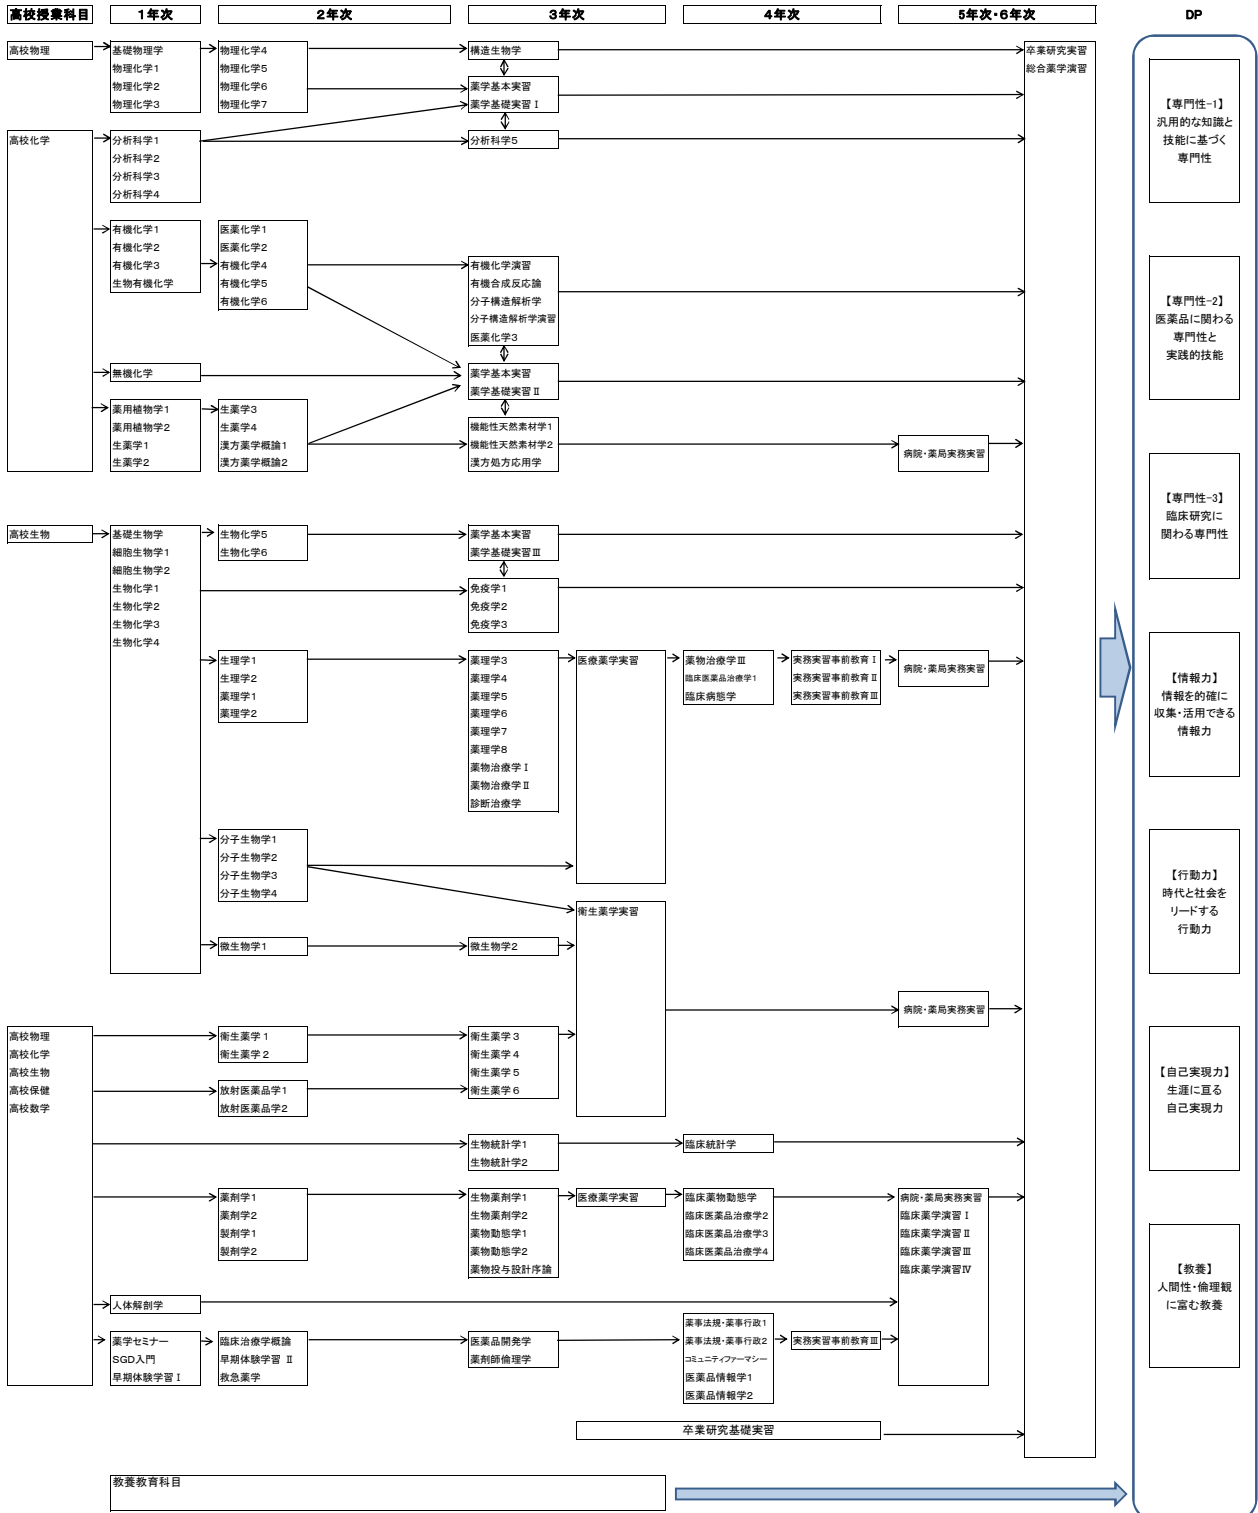 高校授業科目
1年次
2年次
3年次
4年次
5年次・6年次
DP
高校物理
基礎物理学
物理化学1
物理化学2
物理化学3
物理化学4
物理化学5
物理化学6
物理化学7
構造生物学
薬学基本実習
薬学基礎実習Ⅰ
卒業研究実習
総合薬学演習
高校化学
分析科学1
分析科学2
分析科学3
分析科学4
分析科学5
有機化学1
有機化学2
有機化学3
生物有機化学
医薬化学1
医薬化学2
有機化学4
有機化学5
有機化学6
有機化学演習
有機合成反応論
分子構造解析学
分子構造解析学演習
医薬化学3
無機化学
薬学基本実習
薬学基礎実習Ⅱ
薬用植物学1
薬用植物学2
生薬学1
生薬学2
生薬学3
生薬学4
漢方薬学概論1
漢方薬学概論2
機能性天然素材学1
機能性天然素材学2
漢方処方応用学
病院・薬局実務実習
高校生物
基礎生物学
細胞生物学1
細胞生物学2
生物化学1
生物化学2
生物化学3
生物化学4
生物化学5
生物化学6
薬学基本実習
薬学基礎実習Ⅲ
免疫学1
免疫学2
免疫学3
生理学1
生理学2
薬理学1
薬理学2
薬理学3
薬理学4
薬理学5
薬理学6
薬理学7
薬理学8
薬物治療学Ⅰ
薬物治療学Ⅱ
診断治療学
医療薬学実習
薬物治療学Ⅲ
臨床医薬品治療学1
臨床病態学
実務実習事前教育Ⅰ
実務実習事前教育Ⅱ
実務実習事前教育Ⅲ
病院・薬局実務実習
分子生物学1
分子生物学2
分子生物学3
分子生物学4
衛生薬学実習
微生物学1
微生物学2
病院・薬局実務実習
高校物理
高校化学
高校生物
高校保健
高校数学
衛生薬学1
衛生薬学2
衛生薬学3
衛生薬学4
衛生薬学5
衛生薬学6
放射医薬品学1
放射医薬品学2
生物統計学1
生物統計学2
臨床統計学
薬剤学1
薬剤学2
製剤学1
製剤学2
生物薬剤学1
生物薬剤学2
薬物動態学1
薬物動態学2
薬物投与設計序論
医療薬学実習
臨床薬物動態学
臨床医薬品治療学2
臨床医薬品治療学3
臨床医薬品治療学4
病院・薬局実務実習
臨床薬学演習Ⅰ
臨床薬学演習Ⅱ
臨床薬学演習Ⅲ
臨床薬学演習Ⅳ
人体解剖学
薬学セミナー
SGD入門
早期体験学習Ⅰ
臨床治療学概論
早期体験学習 Ⅱ
救急薬学
医薬品開発学
薬剤師倫理学
薬事法規・薬事行政1
薬事法規・薬事行政2
コミュニティファーマシー
医薬品情報学1
医薬品情報学2
実務実習事前教育Ⅲ
卒業研究基礎実習
教養教育科目
【専門性-1】
汎用的な知識と
技能に基づく
専門性
【専門性-2】
医薬品に関わる
専門性と
実践的技能
【専門性-3】
臨床研究に
関わる専門性
【情報力】
情報を的確に
収集・活用できる
情報力
【行動力】
時代と社会を
リードする
行動力
【自己実現力】
生涯に亘る
自己実現力
【教養】
人間性・倫理観
に富む教養